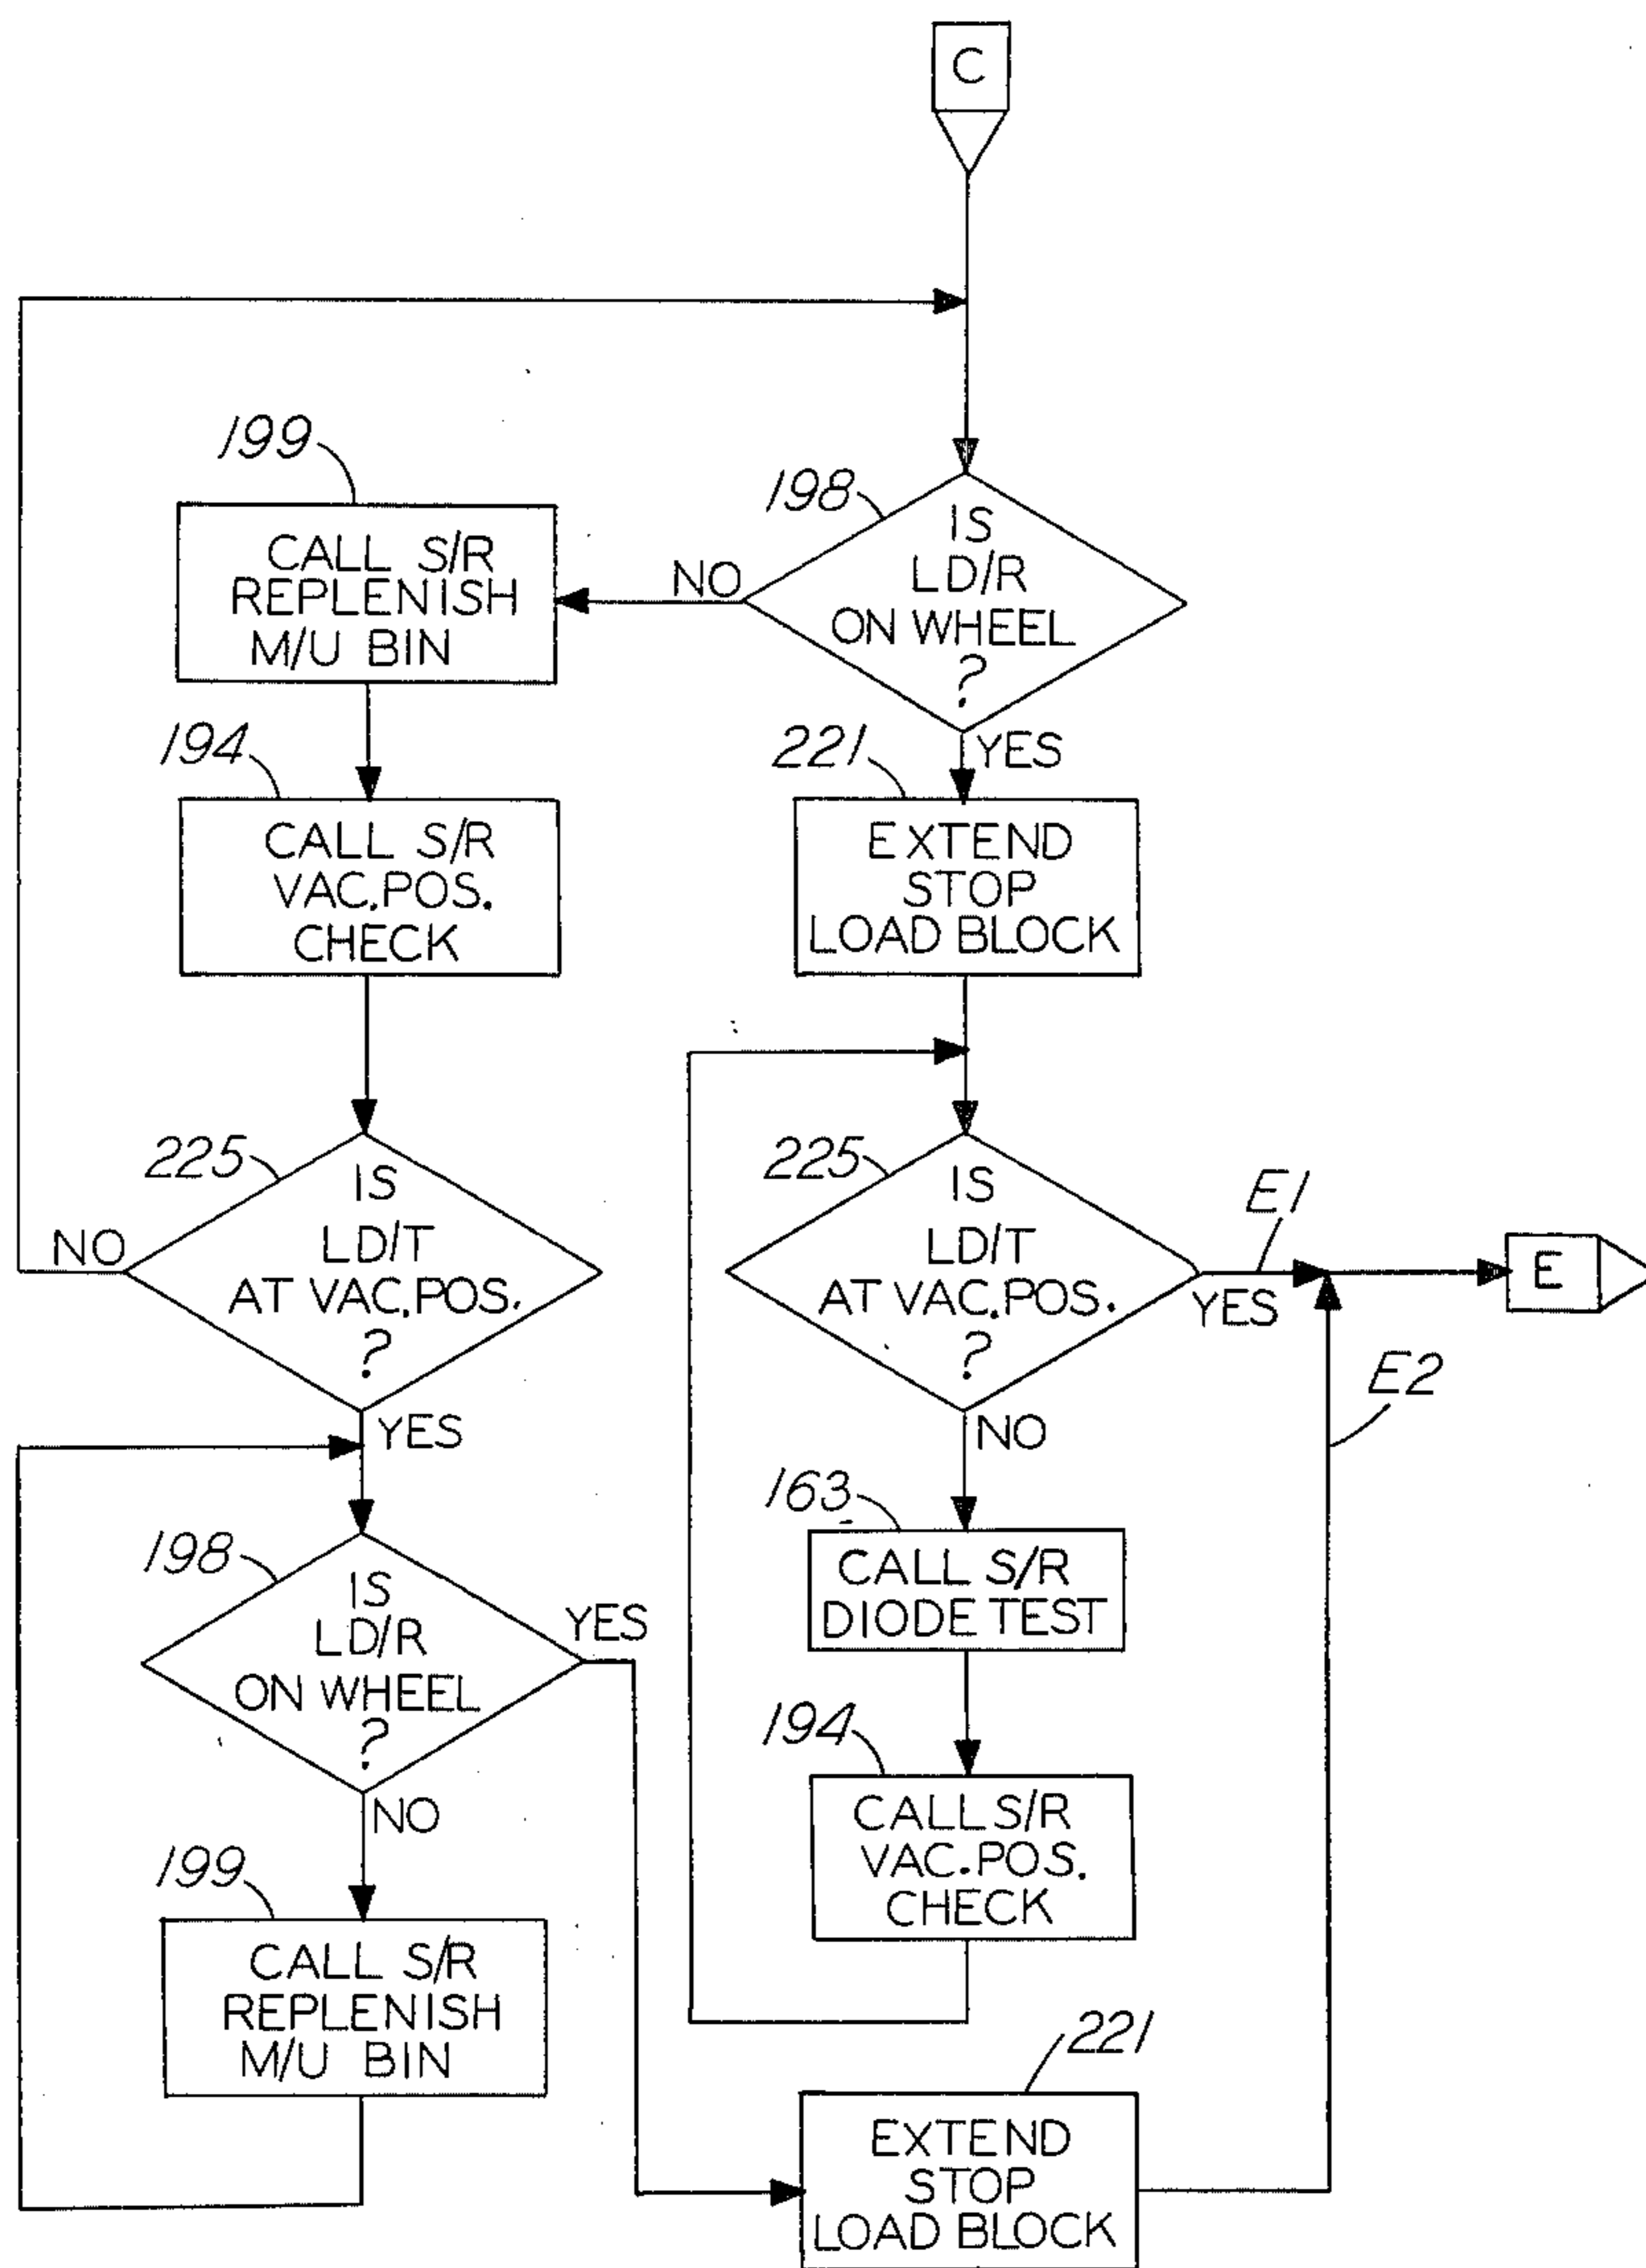 C
199
198
IS
LD/R
ON WHEEL
?
NO
YES
CALL S/R
REPLENISH
M/U BIN
194
221
CALL S/R
VAC.POS.
CHECK
EXTEND
STOP
LOAD BLOCK
225
IS
LD/T
AT VAC.POS.
?
NO
YES
225
IS
LD/T
AT VAC.POS.
?
YES
NO
E1
E
E2
163
CALL S/R
DIODE TEST
198
IS
LD/R
ON WHEEL
?
YES
NO
194
CALL S/R
VAC.POS.
CHECK
199
CALL S/R
REPLENISH
M/U BIN
221
EXTEND
STOP
LOAD BLOCK